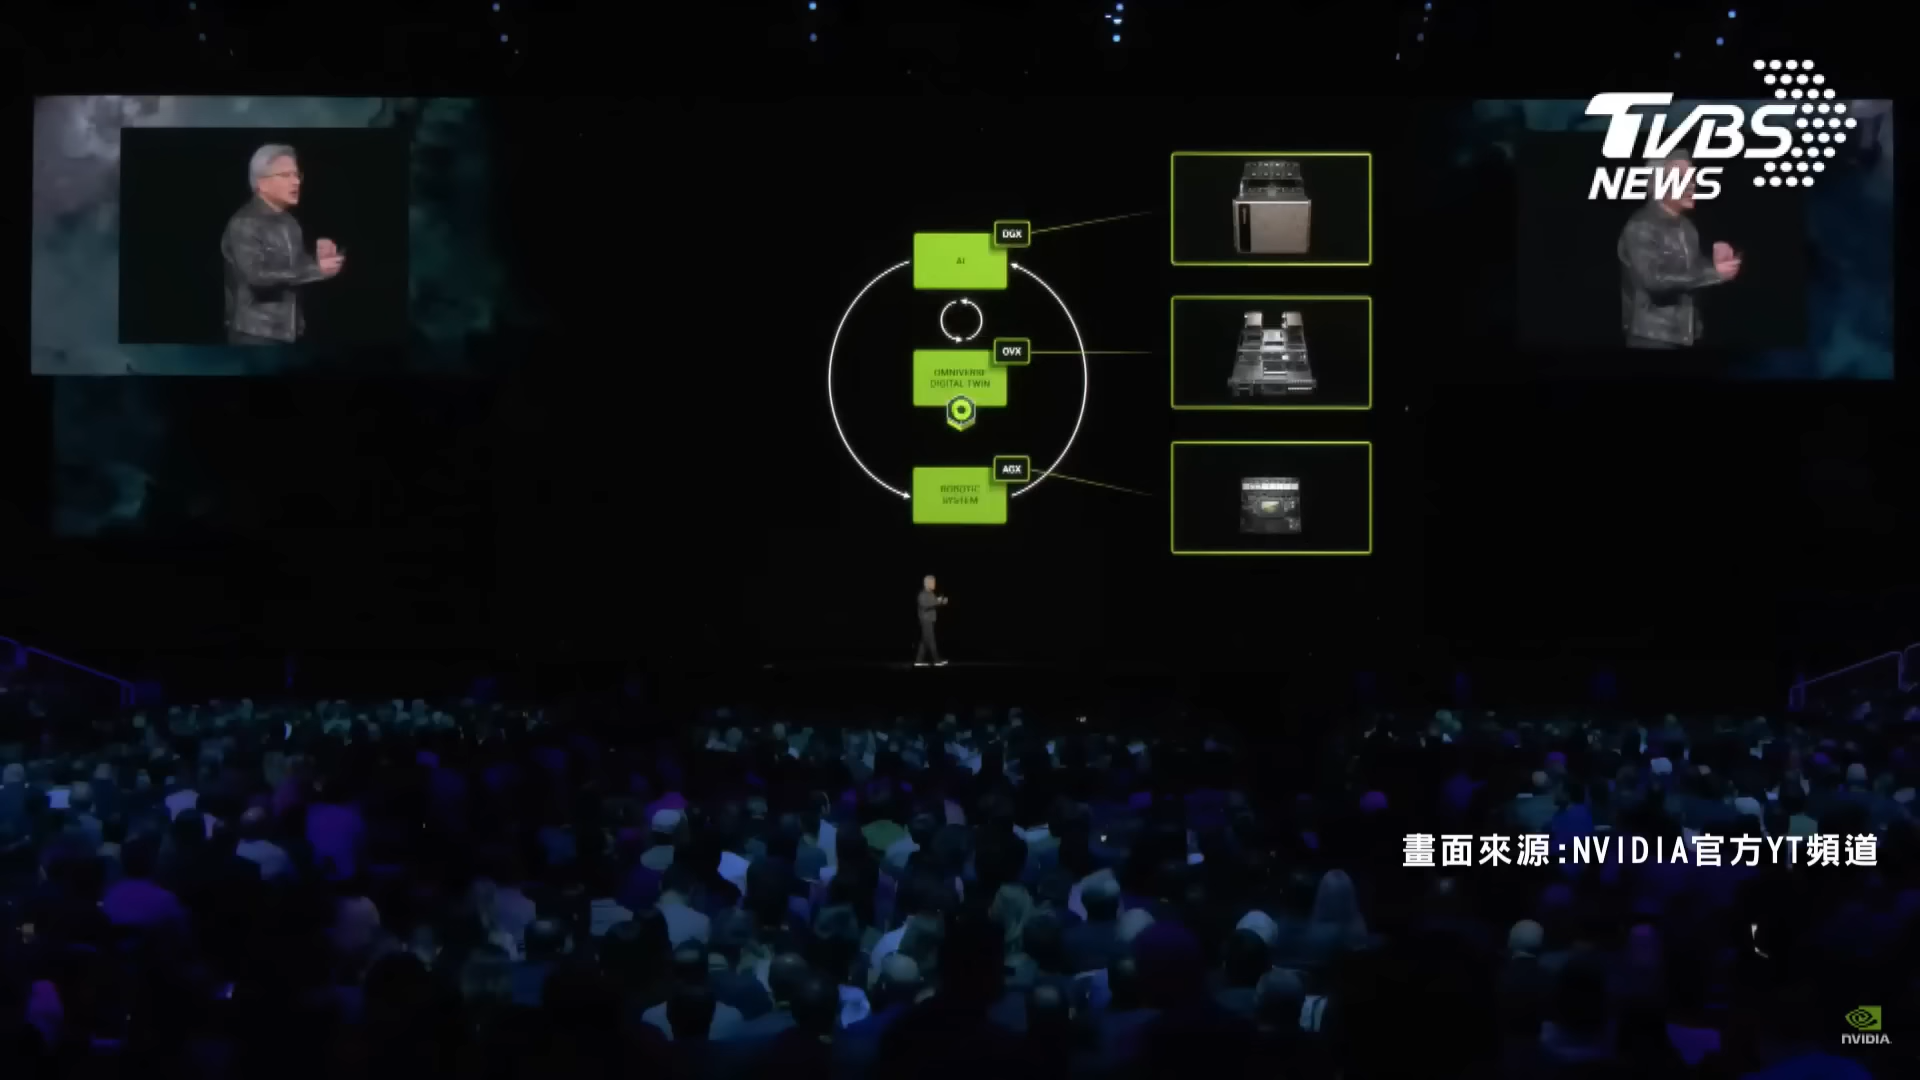 TVBS
NEWS
DGX
AI
OVX
OMNIVERSE
DIGITAL TWIN
AGX
ROBOTIC
SYSTEM
畫面來源:NVIDIA官方YT頻道
NVIDIA